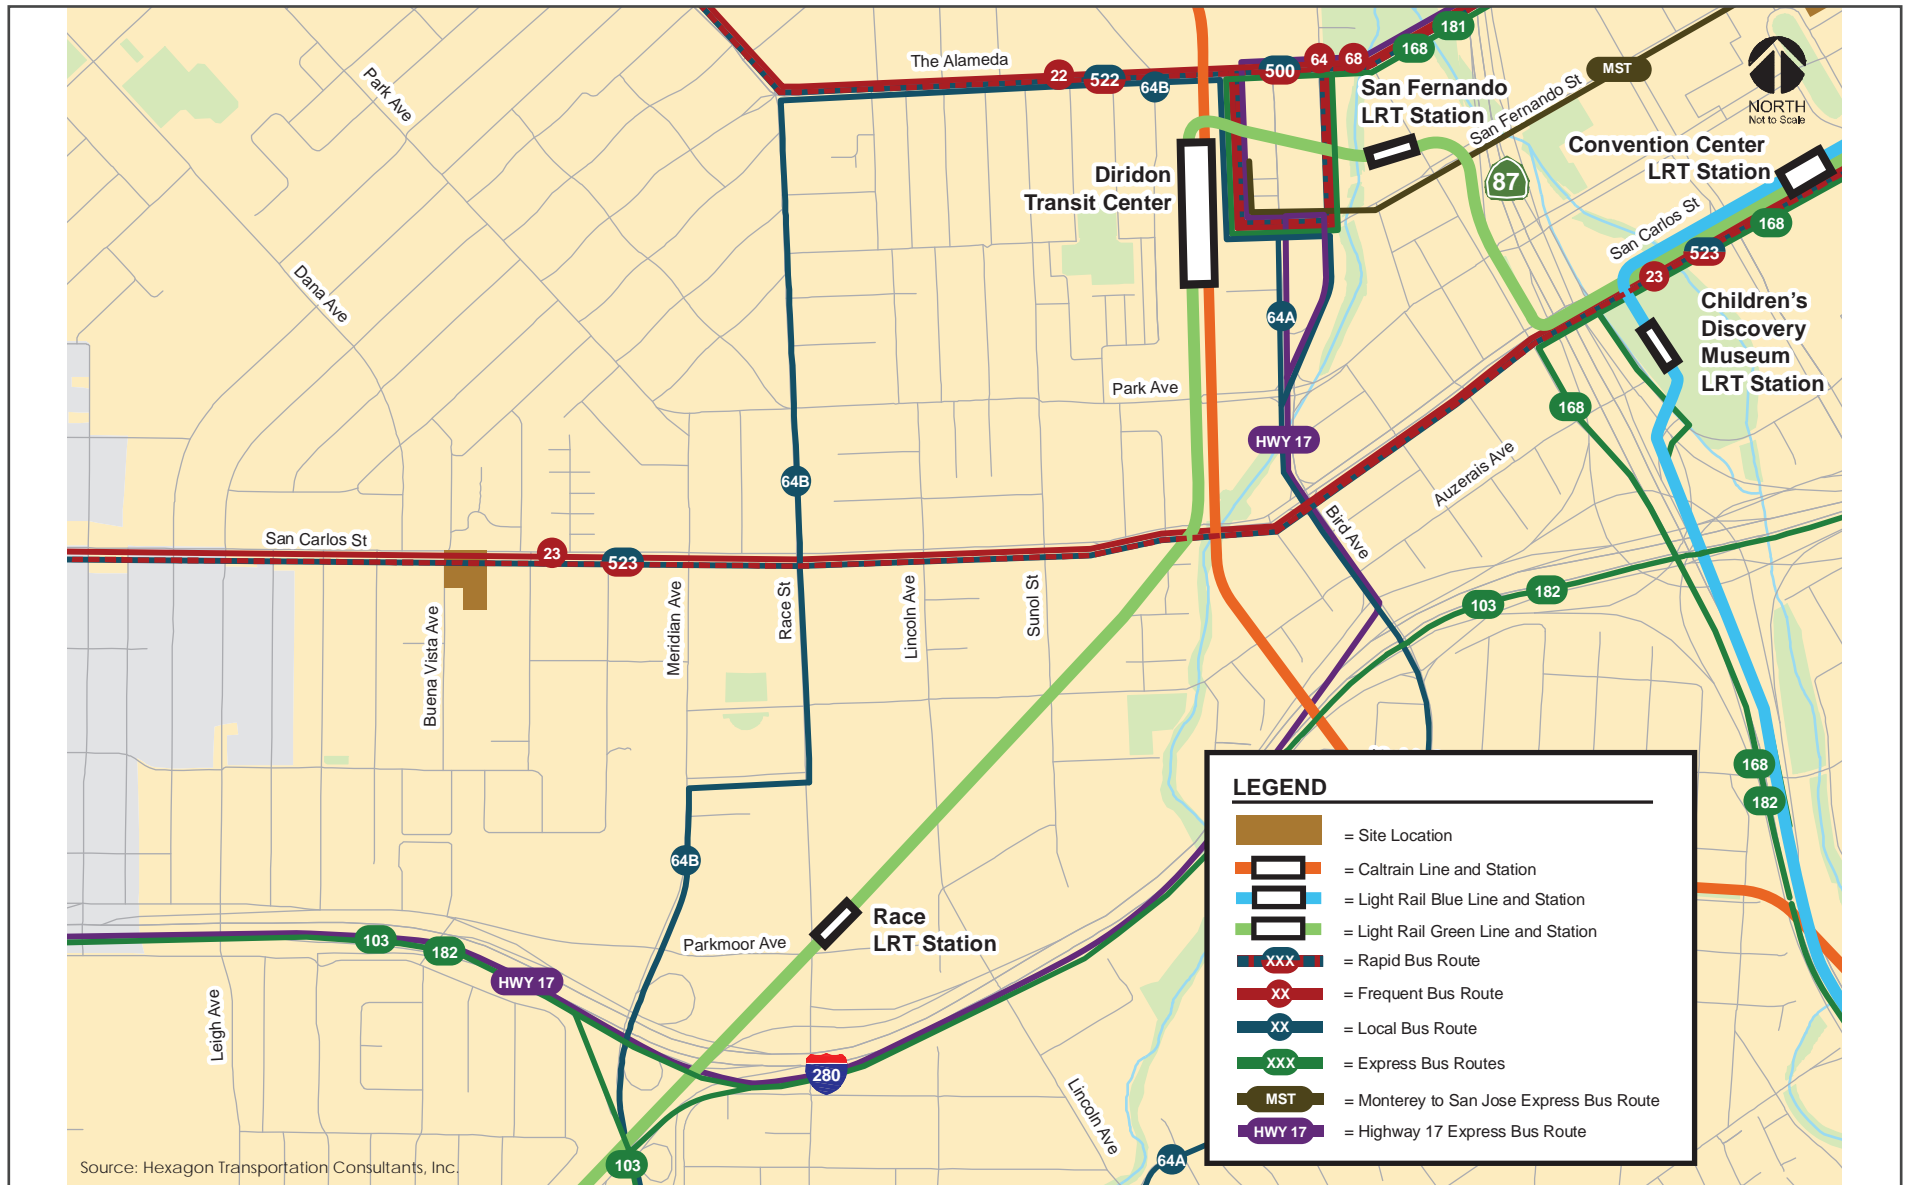 181
The Alameda
22
522
64B
500
64
68
168
MST
NORTH
Not to Scale
Park Ave
San Fernando
LRT Station
San Fernando St
Convention Center
LRT Station
Diridon
Transit Center
87
San Carlos St
168
523
23
Dana Ave
64A
Children's
Discovery
Museum
LRT Station
Park Ave
168
HWY 17
Auzerais Ave
64B
Bird Ave
San Carlos St
23
523
Buena Vista Ave
Meridian Ave
Race St
Lincoln Ave
Sunol St
103
182
168
182
64B
Race
LRT Station
Parkmoor Ave
103
182
HWY 17
Leigh Ave
280
Lincoln Ave
103
64A
LEGEND
= Site Location
= Caltrain Line and Station
= Light Rail Blue Line and Station
= Light Rail Green Line and Station
XXX = Rapid Bus Route
XX = Frequent Bus Route
XX = Local Bus Route
XXX = Express Bus Routes
MST = Monterey to San Jose Express Bus Route
HWY 17 = Highway 17 Express Bus Route
Source: Hexagon Transportation Consultants, Inc.